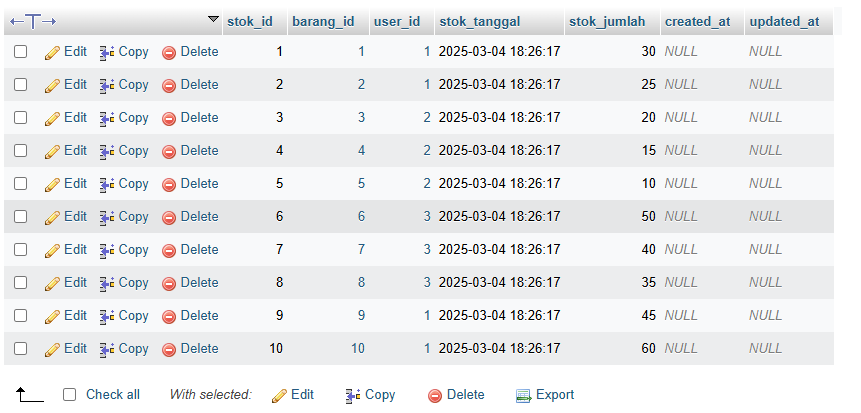 stok_id barang_id user_id stok_tanggal stok_jumlah created_at updated_at
Edit Copy Delete 1 1 1 2025-03-04 18:26:17 30 NULL NULL
Edit Copy Delete 2 2 1 2025-03-04 18:26:17 25 NULL NULL
Edit Copy Delete 3 3 2 2025-03-04 18:26:17 20 NULL NULL
Edit Copy Delete 4 4 2 2025-03-04 18:26:17 15 NULL NULL
Edit Copy Delete 5 5 2 2025-03-04 18:26:17 10 NULL NULL
Edit Copy Delete 6 6 3 2025-03-04 18:26:17 50 NULL NULL
Edit Copy Delete 7 7 3 2025-03-04 18:26:17 40 NULL NULL
Edit Copy Delete 8 8 3 2025-03-04 18:26:17 35 NULL NULL
Edit Copy Delete 9 9 1 2025-03-04 18:26:17 45 NULL NULL
Edit Copy Delete 10 10 1 2025-03-04 18:26:17 60 NULL NULL
Check all With selected: Edit Copy Delete Export